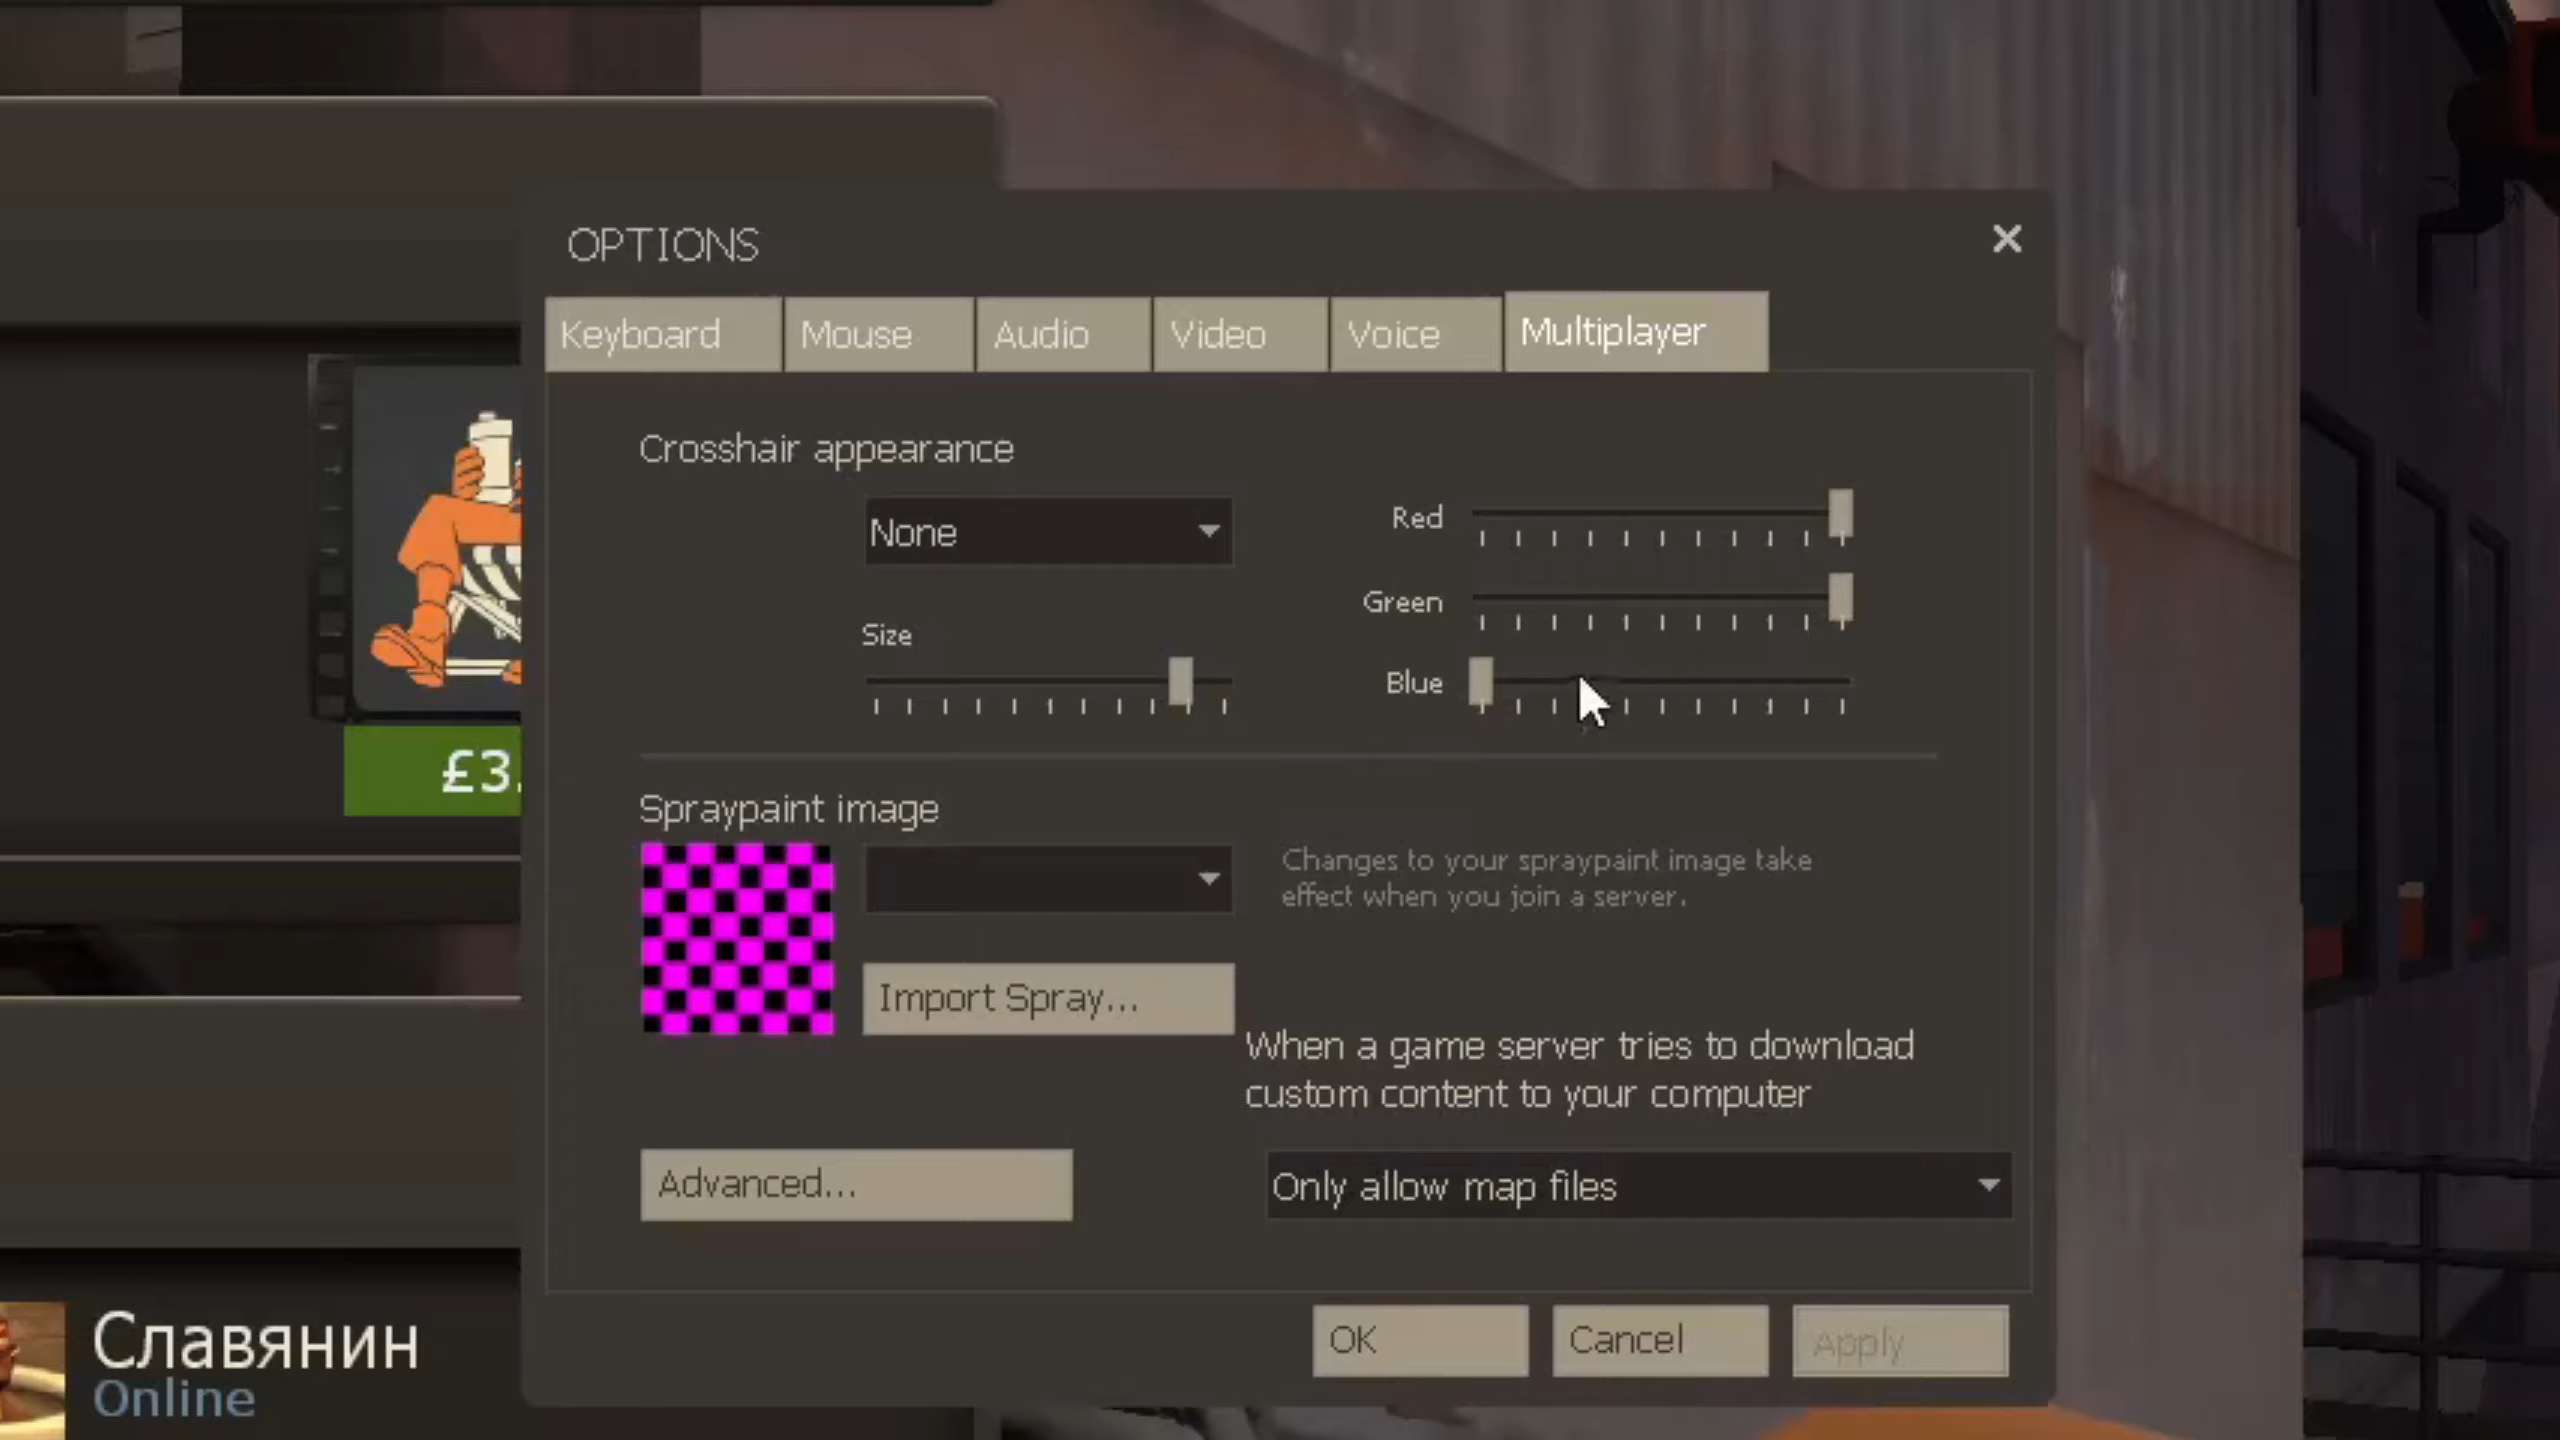 OPTIONS
Keyboard
Mouse
Audio
Video
Voice
Multiplayer
Crosshair appearance
None
Red
Green
Size
Blue
£3.
Spraypaint image
Changes to your spraypaint image take
effect when you join a server.
Import Spray...
When a game server tries to download
custom content to your computer
Advanced...
Only allow map files
OK
Cancel
Apply
Славянин
Online